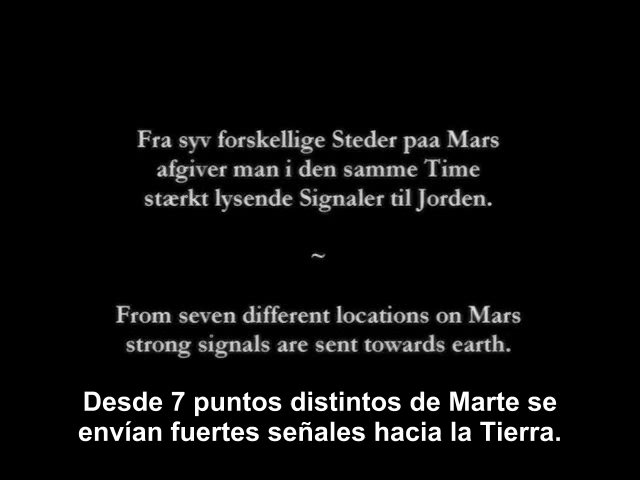 Fra syv forskellige Steder paa Mars
afgiver man i den samme Time
stærkt lysende Signaler til Jorden.
~
From seven different locations on Mars
strong signals are sent towards earth.
Desde 7 puntos distintos de Marte se
envían fuertes señales hacia la Tierra.